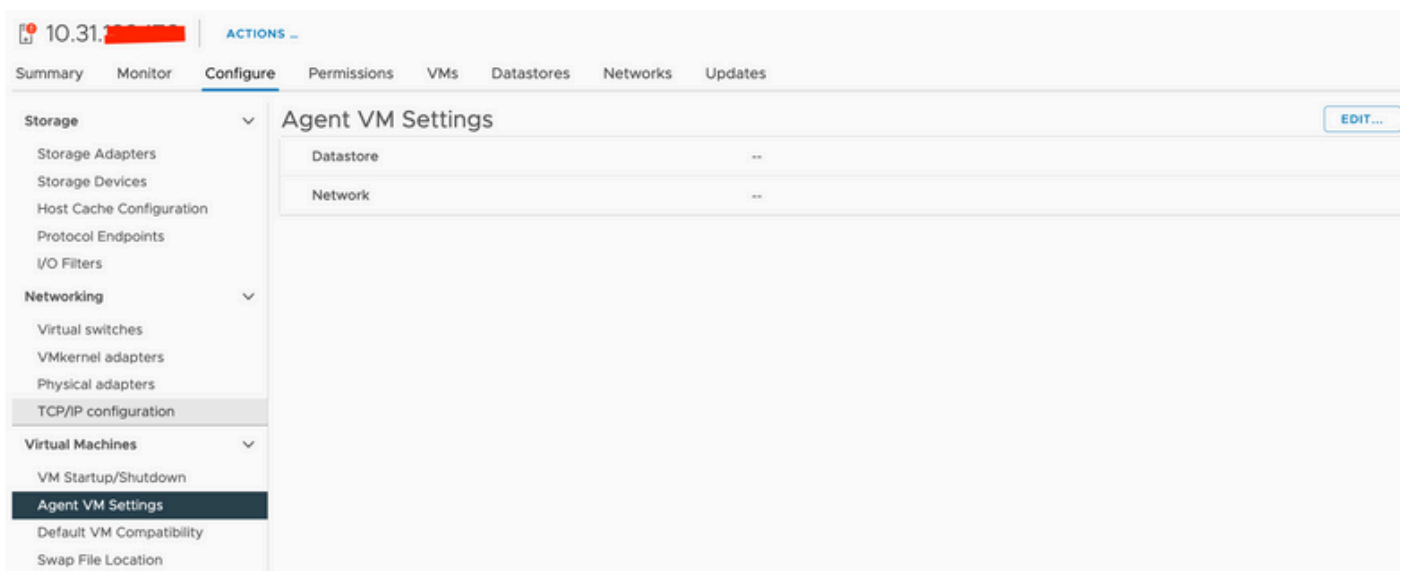 10.31. ACTIONS ...
Summary Monitor Configure Permissions VMs Datastores Networks Updates
Storage
Storage Adapters
Storage Devices
Host Cache Configuration
Protocol Endpoints
I/O Filters
Networking
Virtual switches
VMkernel adapters
Physical adapters
TCP/IP configuration
Virtual Machines
VM Startup/Shutdown
Agent VM Settings
Default VM Compatibility
Swap File Location
Agent VM Settings EDIT...
Datastore --
Network --